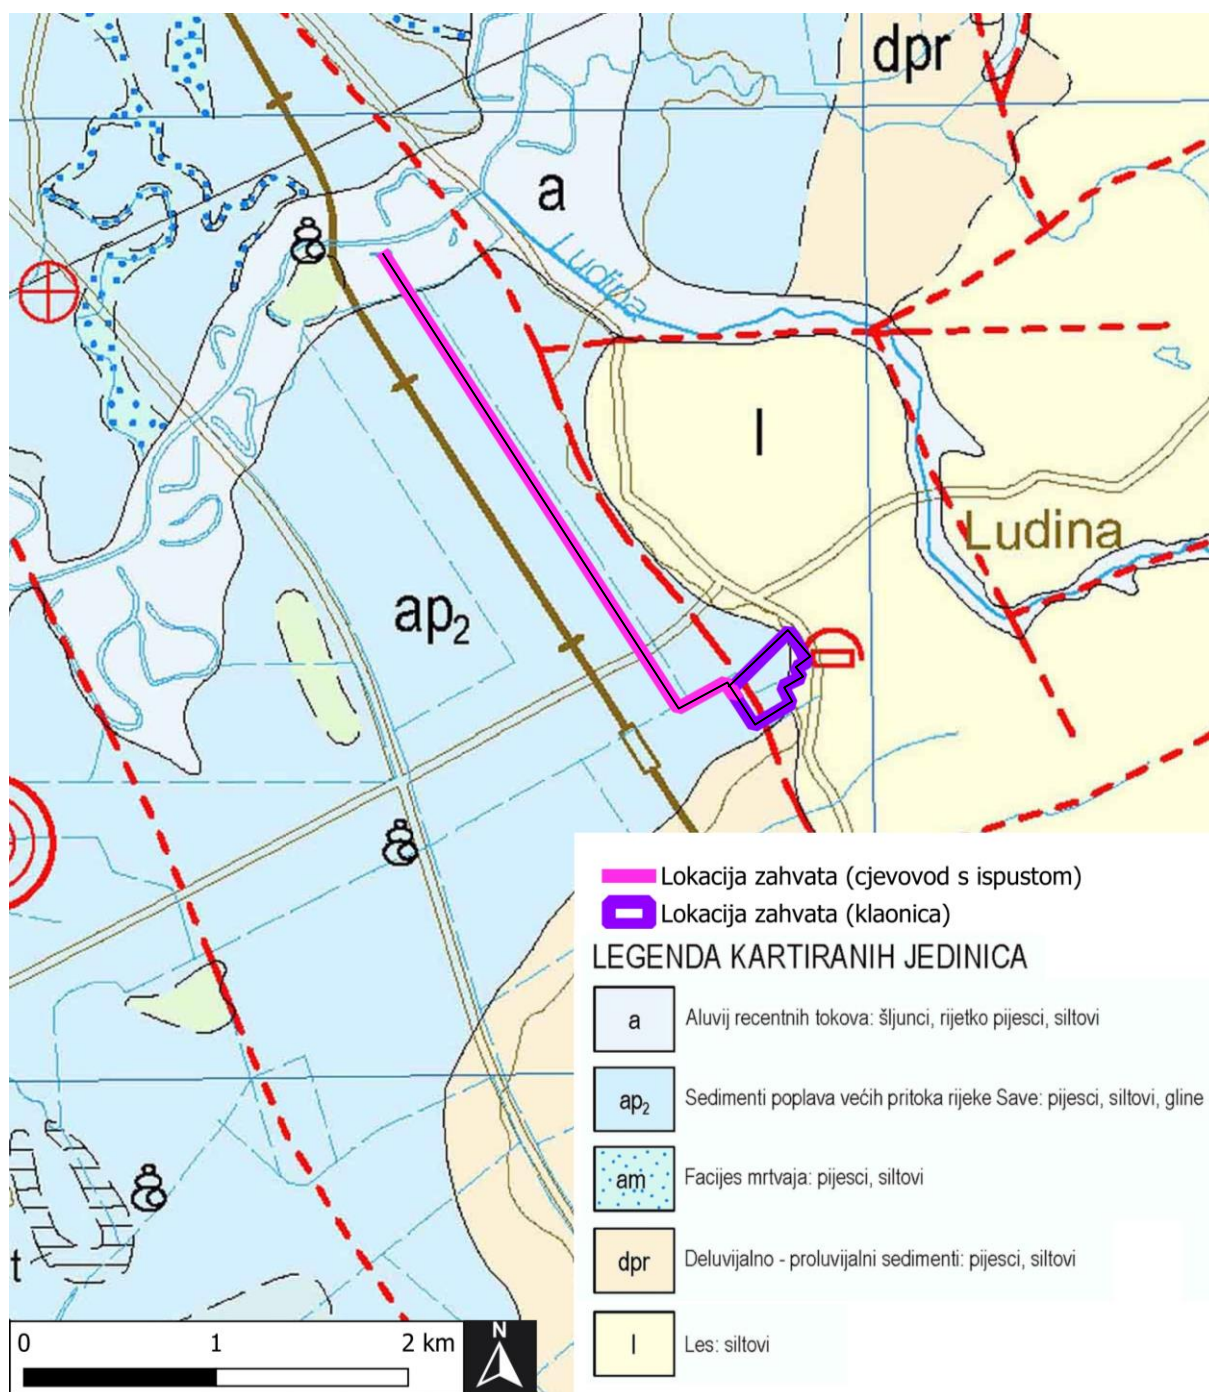 dpr
a
Ludina
l
Ludina
ap₂
Lokacija zahvata (cjevovod s ispustom)
Lokacija zahvata (klaonica)
LEGENDA KARTIRANIH JEDINICA
a Aluvij recentnih tokova: šljunci, rijetko pijesci, siltovi
ap₂ Sedimenti poplava većih pritoka rijeke Save: pijesci, siltovi, gline
am Facijes mrtvaja: pijesci, siltovi
dpr Deluvijalno - proluvijalni sedimenti: pijesci, siltovi
l Les: siltovi
t
0 1 2 km
N